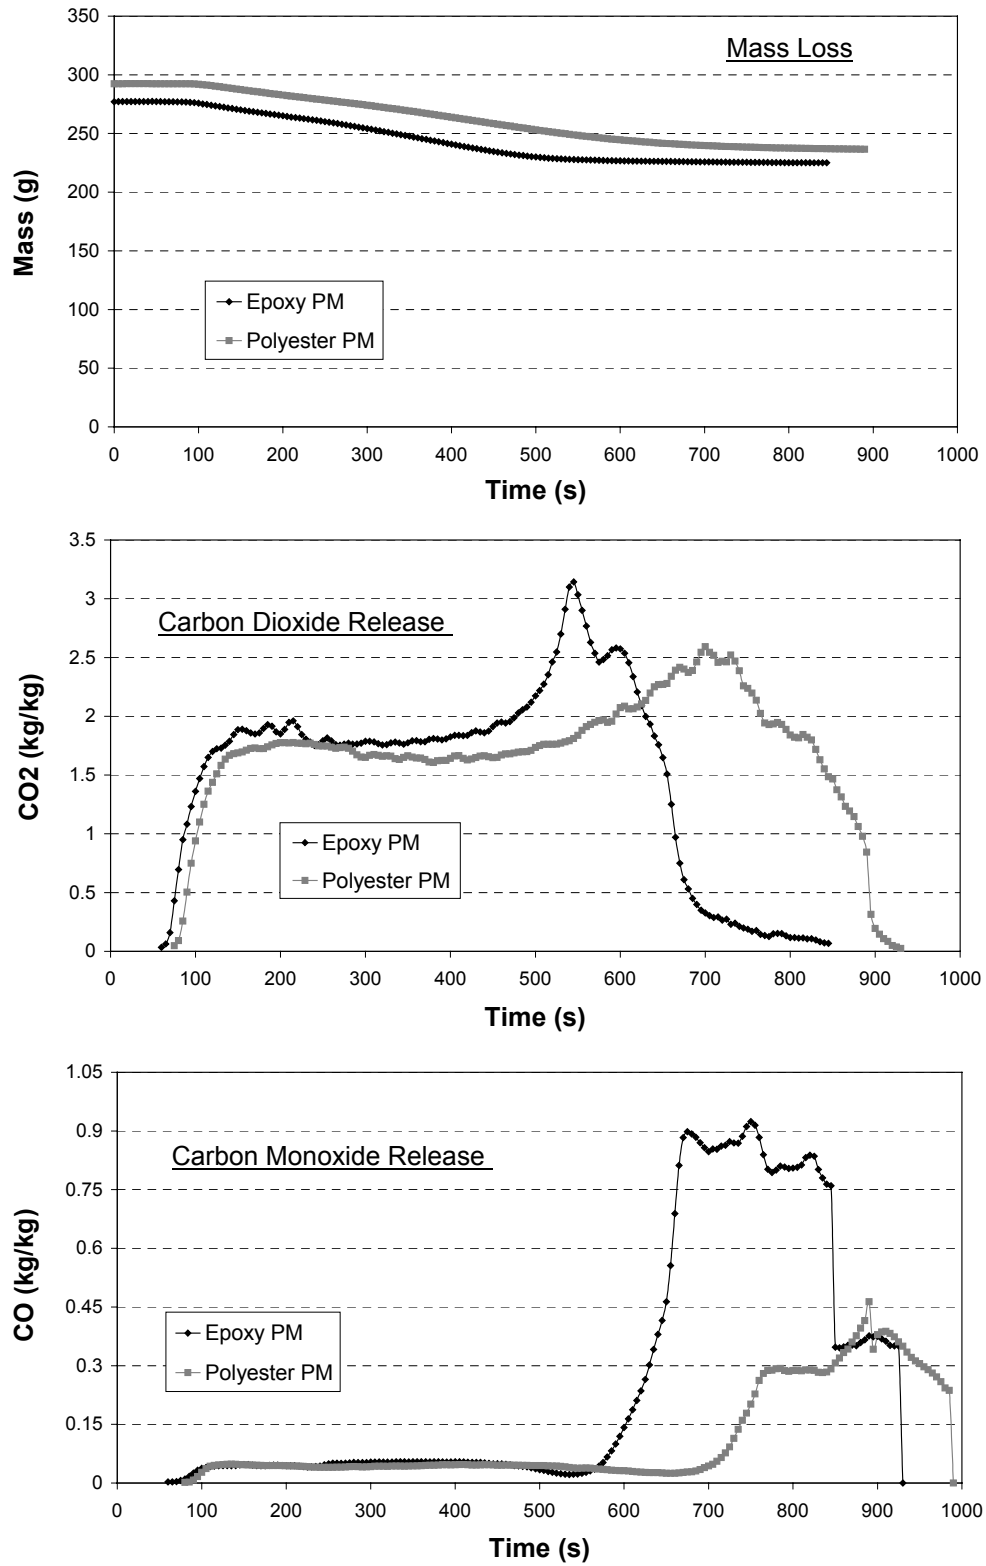 350
300
250
200
150
100
50
0
Mass (g)
Mass Loss
Epoxy PM
Polyester PM
0 100 200 300 400 500 600 700 800 900 1000
Time (s)
3.5
3
2.5
2
1.5
1
0.5
0
CO2 (kg/kg)
Carbon Dioxide Release
Epoxy PM
Polyester PM
0 100 200 300 400 500 600 700 800 900 1000
Time (s)
1.05
0.9
0.75
0.6
0.45
0.3
0.15
0
CO (kg/kg)
Carbon Monoxide Release
Epoxy PM
Polyester PM
0 100 200 300 400 500 600 700 800 900 1000
Time (s)